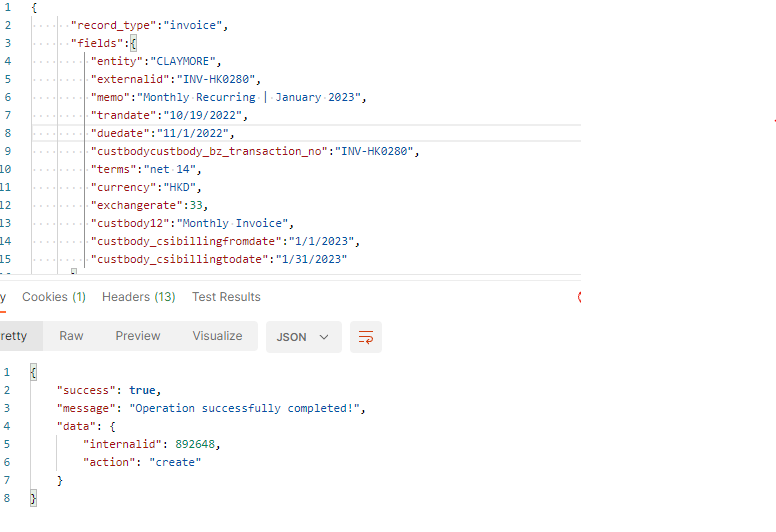 1 {
2 "record_type":"invoice",
3 "fields":{
4 "entity":"CLAYMORE",
5 "externalid":"INV-HK0280",
6 "memo":"Monthly Recurring | January 2023",
7 "trandate":"10/19/2022",
8 "duedate":"11/1/2022",
9 "custbodycustbody_bz_transaction_no":"INV-HK0280",
10 "terms":"net 14",
11 "currency":"HKD",
12 "exchangerate":33,
13 "custbody12":"Monthly Invoice",
14 "custbody_csibillingfromdate":"1/1/2023",
15 "custbody_csibillingtodate":"1/31/2023"
y Cookies (1) Headers (13) Test Results
retty Raw Preview Visualize JSON
1 {
2 "success": true,
3 "message": "Operation successfully completed!",
4 "data": {
5 "internalid": 892648,
6 "action": "create"
7 }
8 }